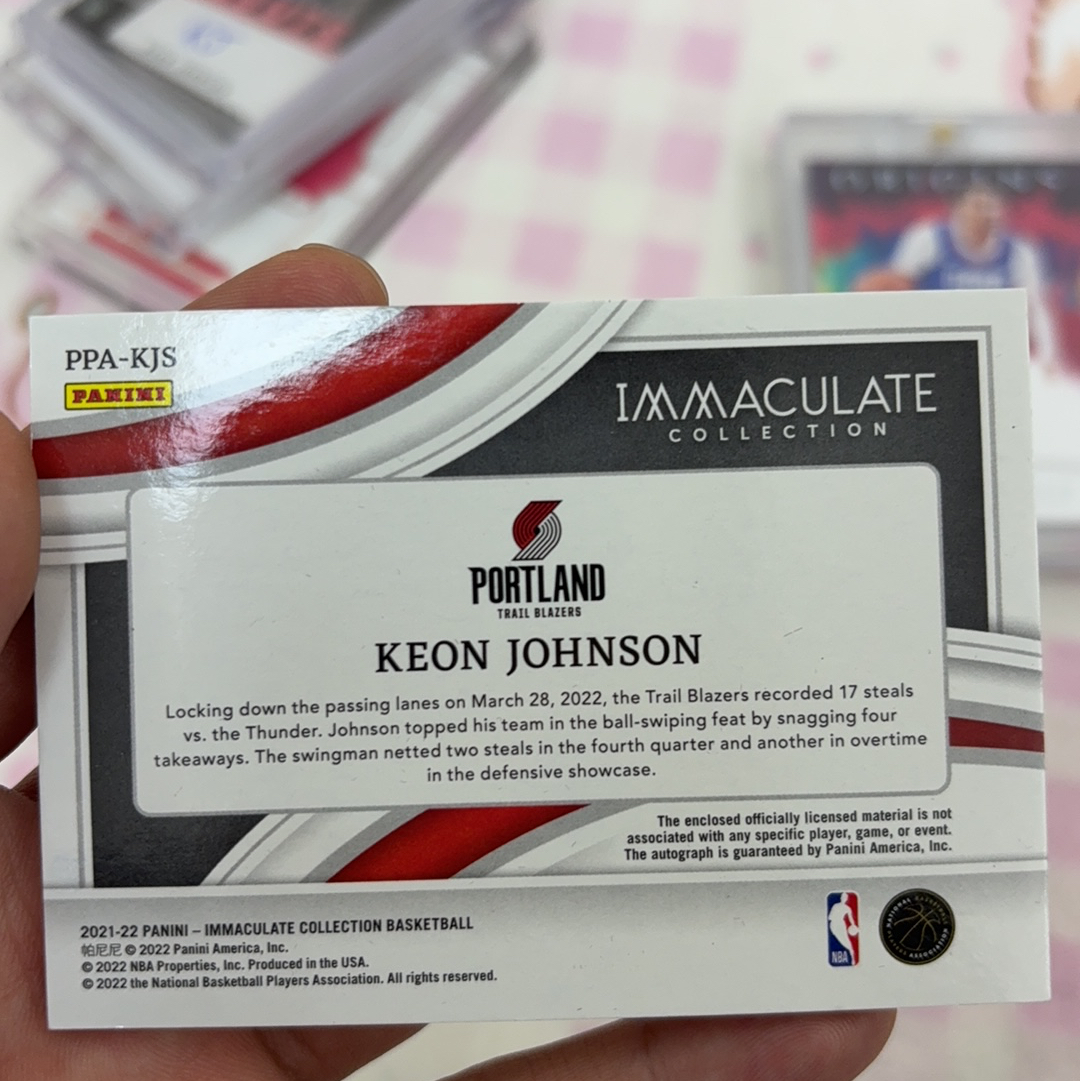 PPA-KJS
PANINI
IMMACULATE
COLLECTION
PORTLAND
TRAIL BLAZERS
KEON JOHNSON
Locking down the passing lanes on March 28, 2022, the Trail Blazers recorded 17 steals
vs. the Thunder. Johnson topped his team in the ball-swiping feat by snagging four
takeaways. The swingman netted two steals in the fourth quarter and another in overtime
in the defensive showcase.
The enclosed officially licensed material is not
associated with any specific player, game, or event.
The autograph is guaranteed by Panini America, Inc.
2021-22 PANINI – IMMACULATE COLLECTION BASKETBALL
帕尼尼 © 2022 Panini America, Inc.
© 2022 NBA Properties, Inc. Produced in the USA.
© 2022 the National Basketball Players Association. All rights reserved.
NBA
NATIONAL BASKETBALL
ASSOCIATION